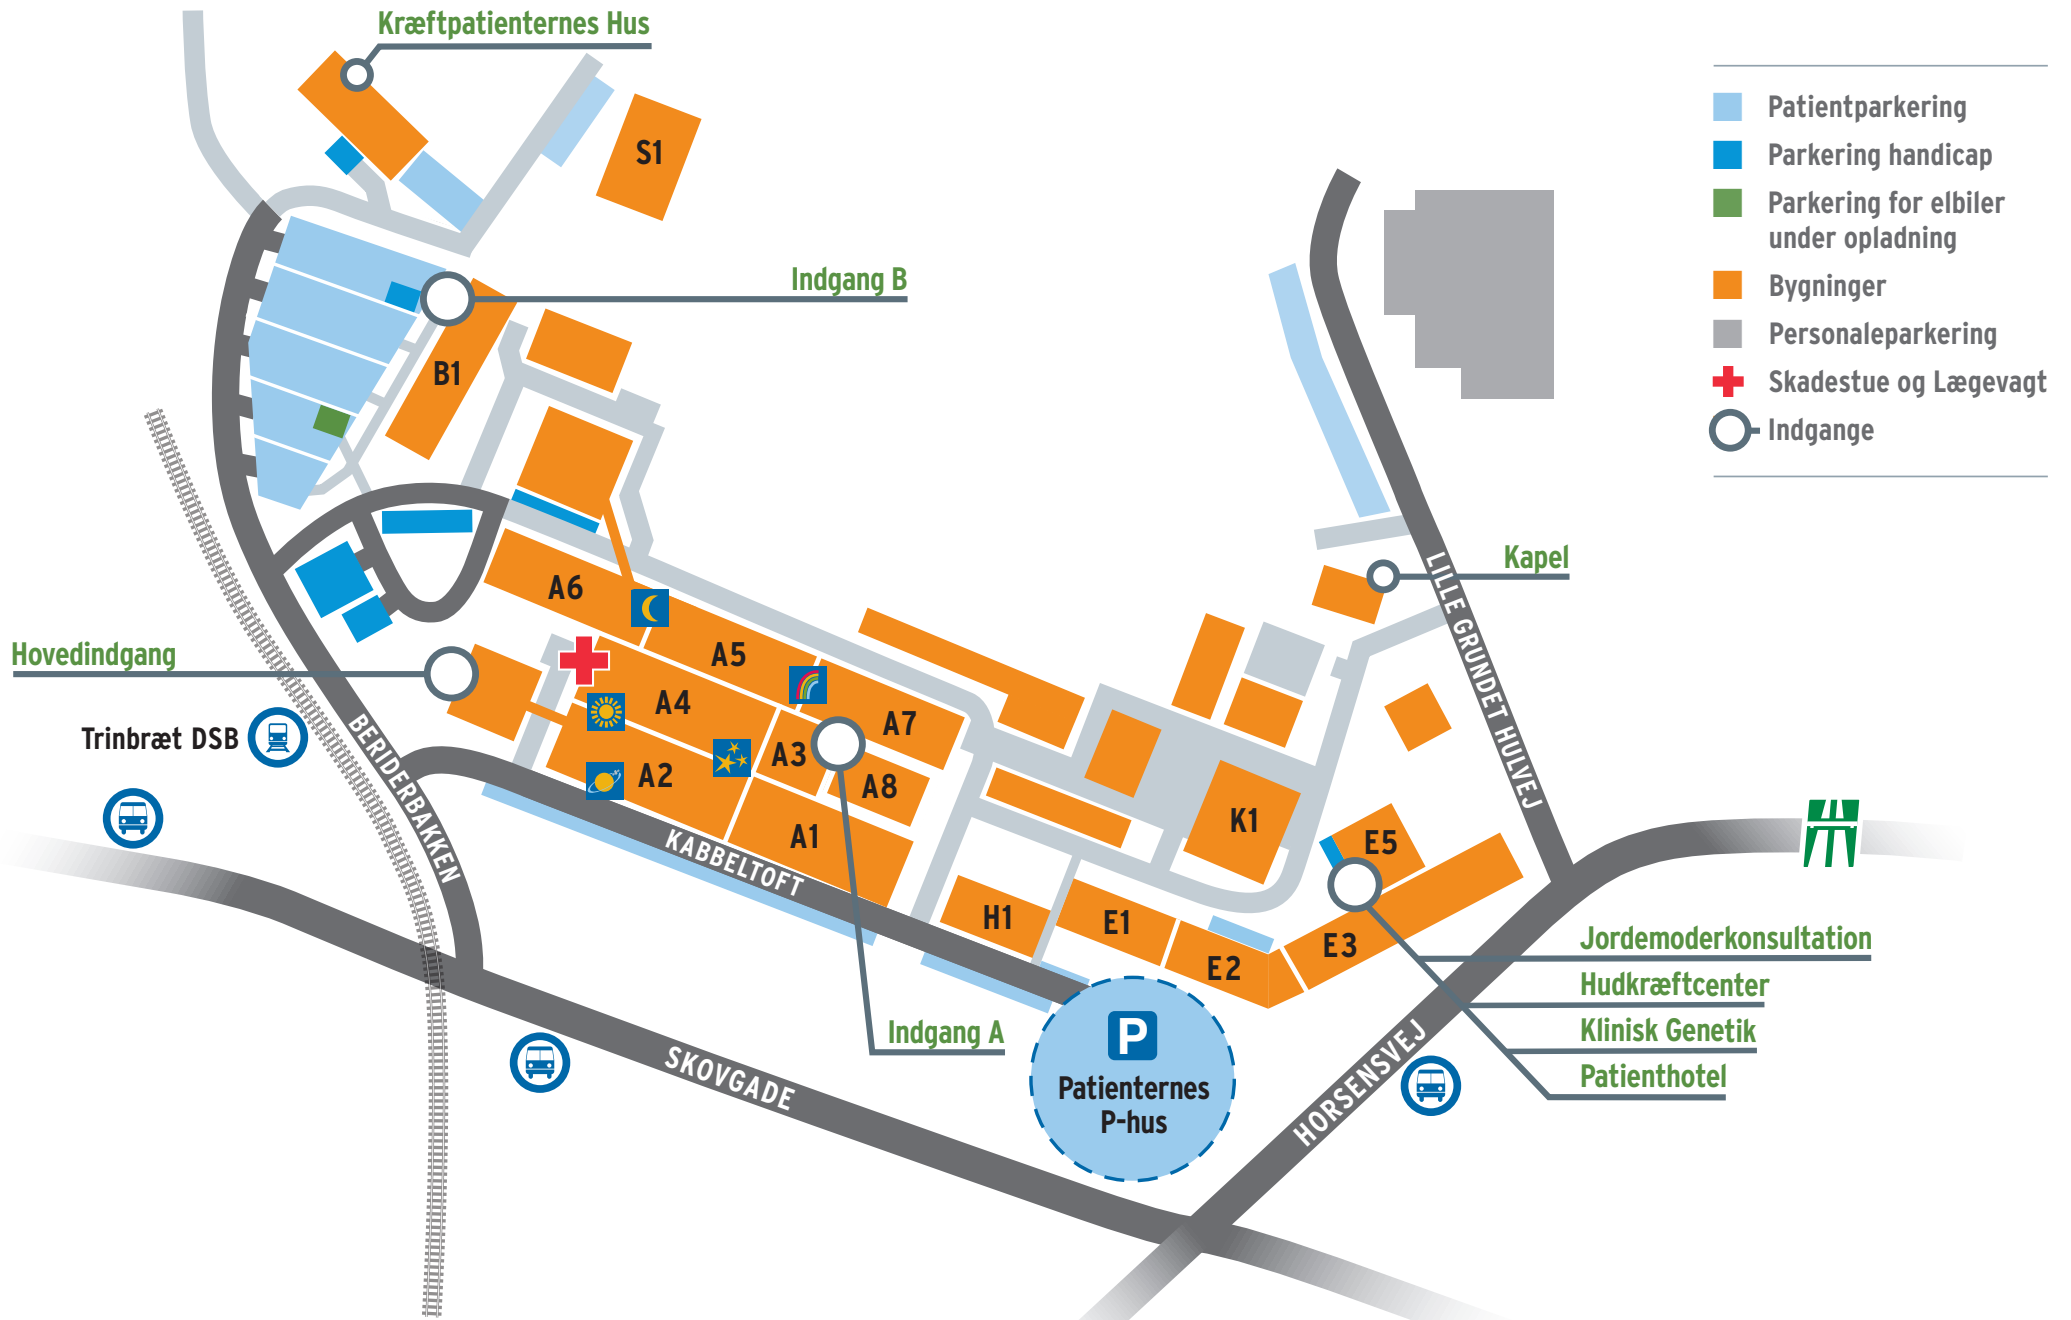 Kræftpatienternes Hus
S1
Patientparkering
Parkering handicap
Parkering for elbiler
under opladning
Bygninger
Personaleparkering
Skadestue og Lægevagt
Indgange
Indgang B
B1
Kapel
LILLE GRUNDET HULVEJ
A6
A5
Hovedindgang
A4
A7
A3
A2
A8
A1
Trinbræt DSB
BERIDERBAKKEN
KABBELTOFT
K1
E5
H1
E1
E2
E3
Jordemoderkonsultation
Hudkræftcenter
Klinisk Genetik
Patienthotel
Indgang A
P
Patienternes
P-hus
SKOVGADE
HORSENSVEJ